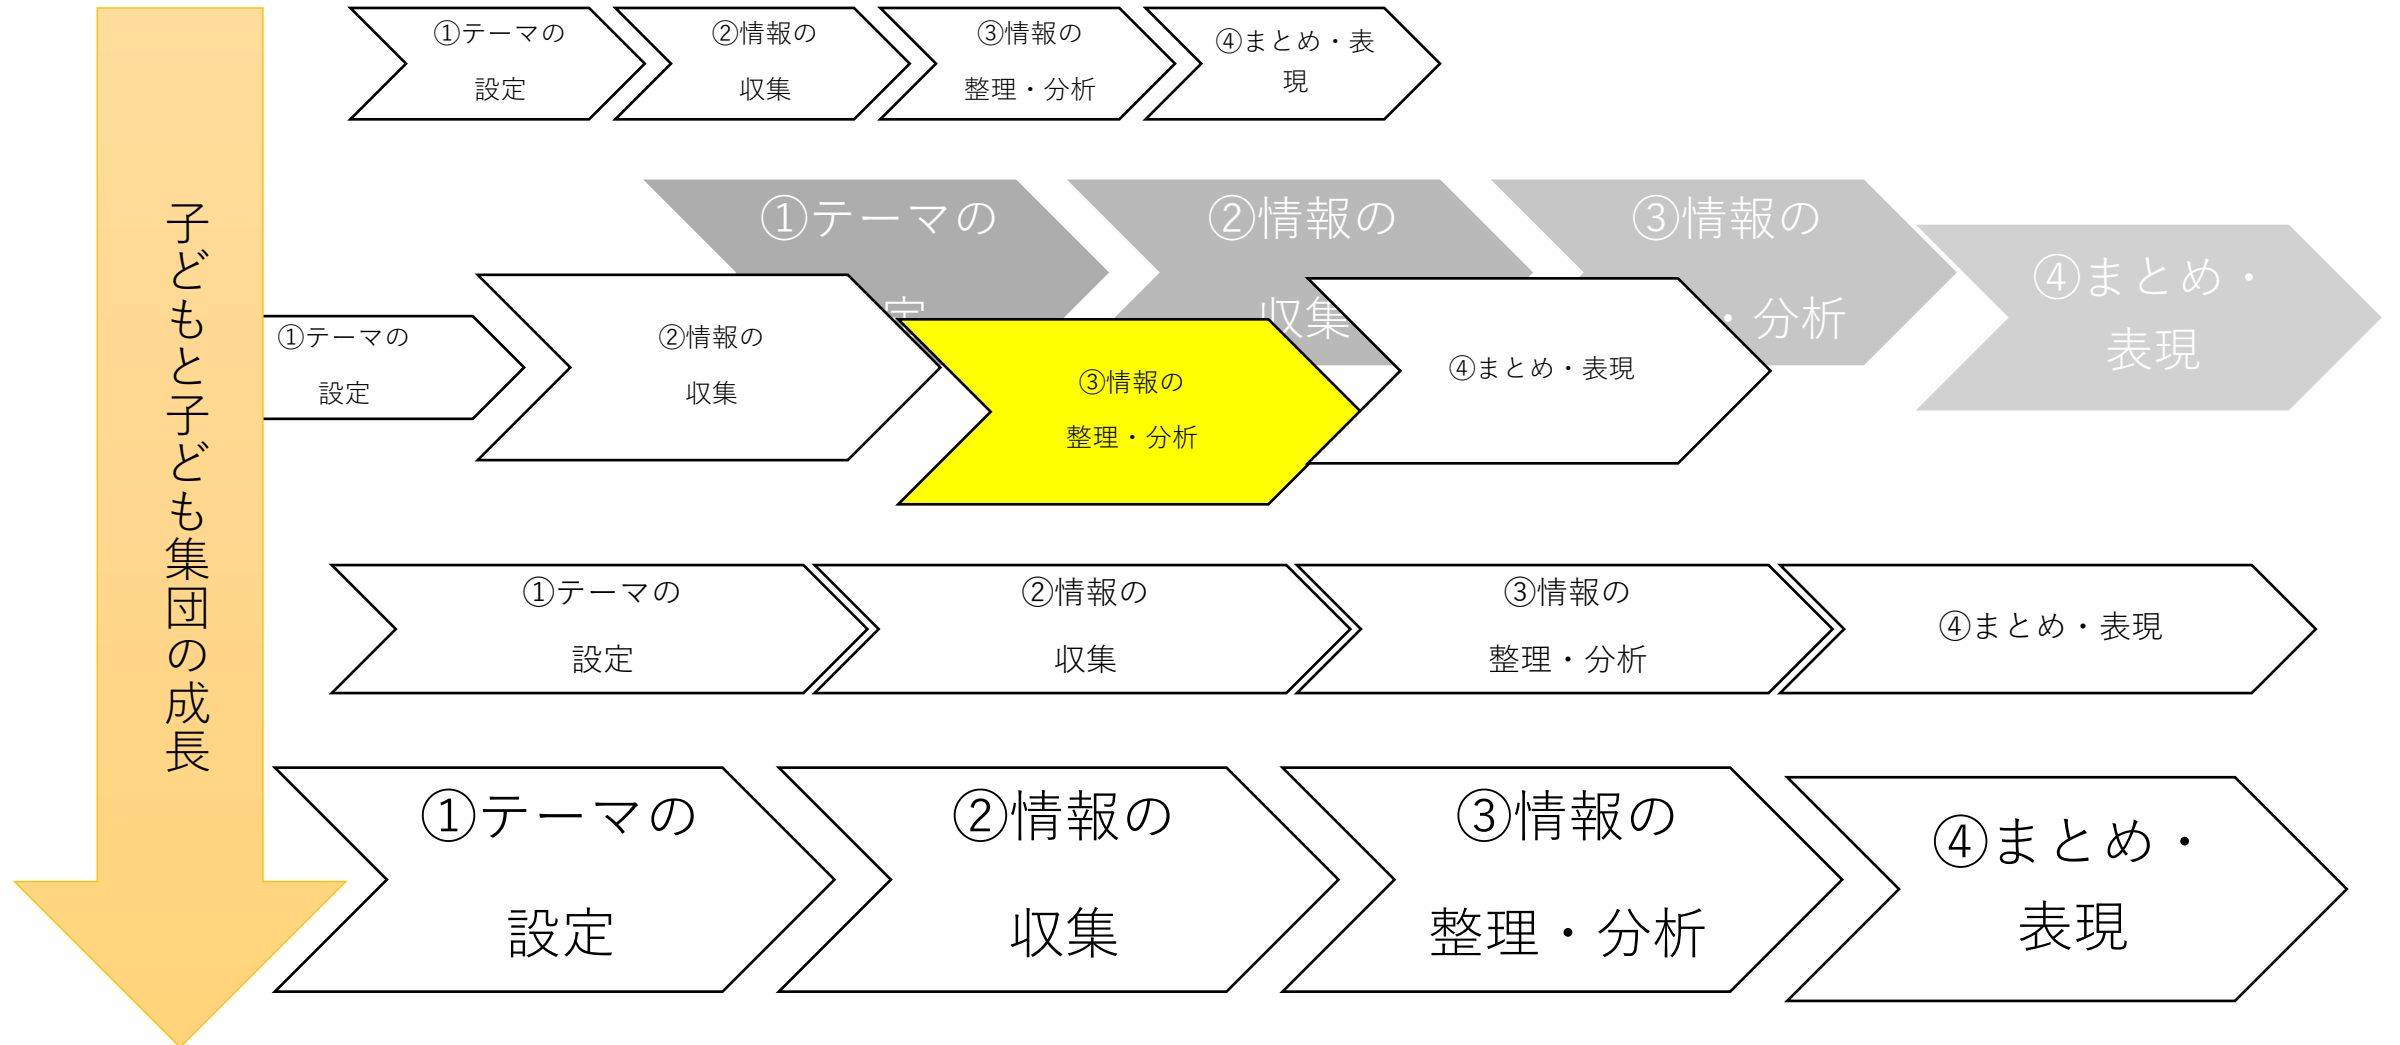 子どもと子ども集団の成長
①テーマの
設定
②情報の
収集
③情報の
整理・分析
④まとめ・表
現
①テーマの
定
②情報の
収集
③情報の
・分析
④まとめ・
表現
①テーマの
設定
②情報の
収集
③情報の
整理・分析
④まとめ・表現
①テーマの
設定
②情報の
収集
③情報の
整理・分析
④まとめ・表現
①テーマの
設定
②情報の
収集
③情報の
整理・分析
④まとめ・
表現